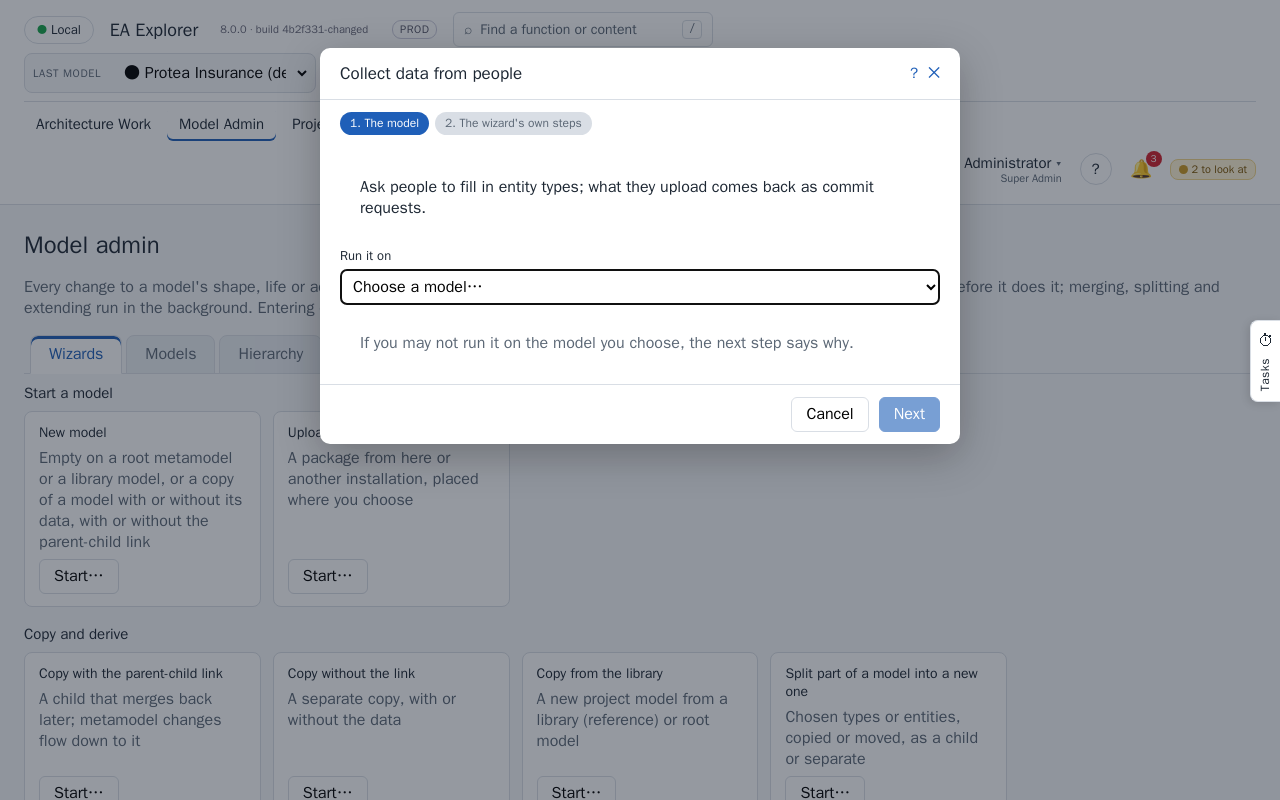 Local
EA Explorer
8.0.0 · build 4b2f331-changed
PROD
⌕ Find a function or content /
LAST MODEL
Protea Insurance (de
Architecture Work
Model Admin
Proje
Administrator ▾
Super Admin
?
3
2 to look at
Collect data from people
?
1. The model
2. The wizard's own steps
Ask people to fill in entity types; what they upload comes back as commit
requests.
Run it on
Choose a model…
If you may not run it on the model you choose, the next step says why.
Cancel
Next
Model admin
Every change to a model's shape, life or a
efore it does it; merging, splitting and
extending run in the background. Entering
Wizards
Models
Hierarchy
Tasks
Start a model
New model
Empty on a root metamodel
or a library model, or a copy
of a model with or without its
data, with or without the
parent-child link
Start…
Uploa
A package from here or
another installation, placed
where you choose
Start…
Copy and derive
Copy with the parent-child link
A child that merges back
later; metamodel changes
flow down to it
Start…
Copy without the link
A separate copy, with or
without the data
Start…
Copy from the library
A new project model from a
library (reference) or root
model
Start…
Split part of a model into a new
one
Chosen types or entities,
copied or moved, as a child
or separate
Start…